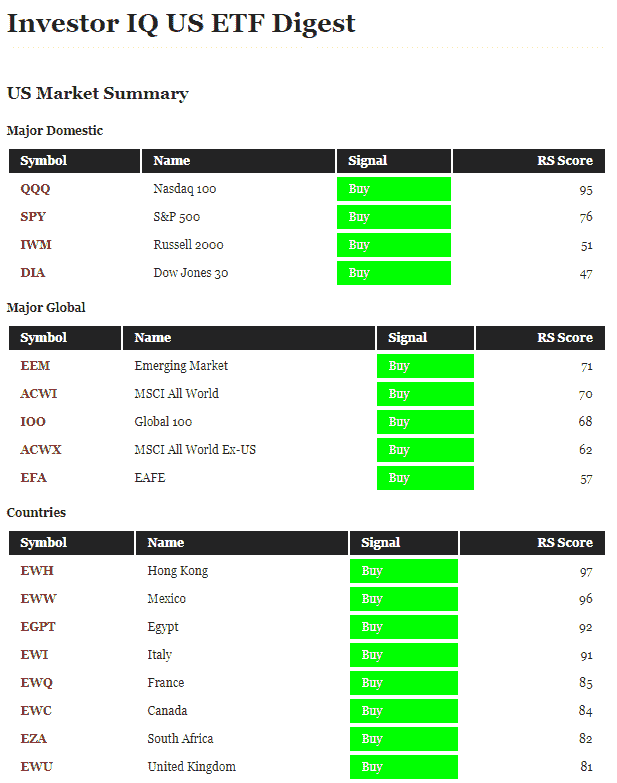 Investor IQ US ETF Digest
US Market Summary
Major Domestic
Symbol Name Signal RS Score
QQQ Nasdaq 100 Buy 95
SPY S&P 500 Buy 76
IWM Russell 2000 Buy 51
DIA Dow Jones 30 Buy 47
Major Global
Symbol Name Signal RS Score
EEM Emerging Market Buy 71
ACWI MSCI All World Buy 70
IOO Global 100 Buy 68
ACWX MSCI All World Ex-US Buy 62
EFA EAFE Buy 57
Countries
Symbol Name Signal RS Score
EWH Hong Kong Buy 97
EWW Mexico Buy 96
EGPT Egypt Buy 92
EWI Italy Buy 91
EWQ France Buy 85
EWC Canada Buy 84
EZA South Africa Buy 82
EWU United Kingdom Buy 81